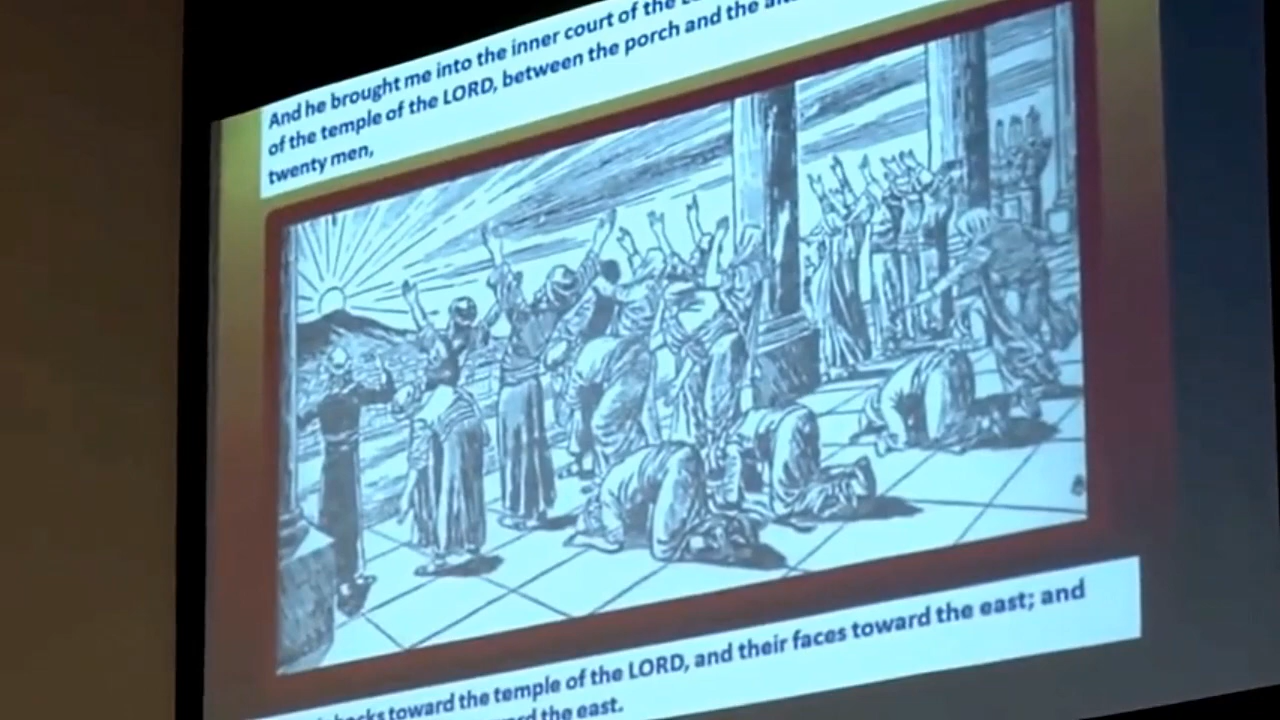 And he brought me into the inner court of the
of the temple of the LORD, between the porch and the
twenty men,
backs toward the temple of the LORD, and their faces toward the east; and
the east.